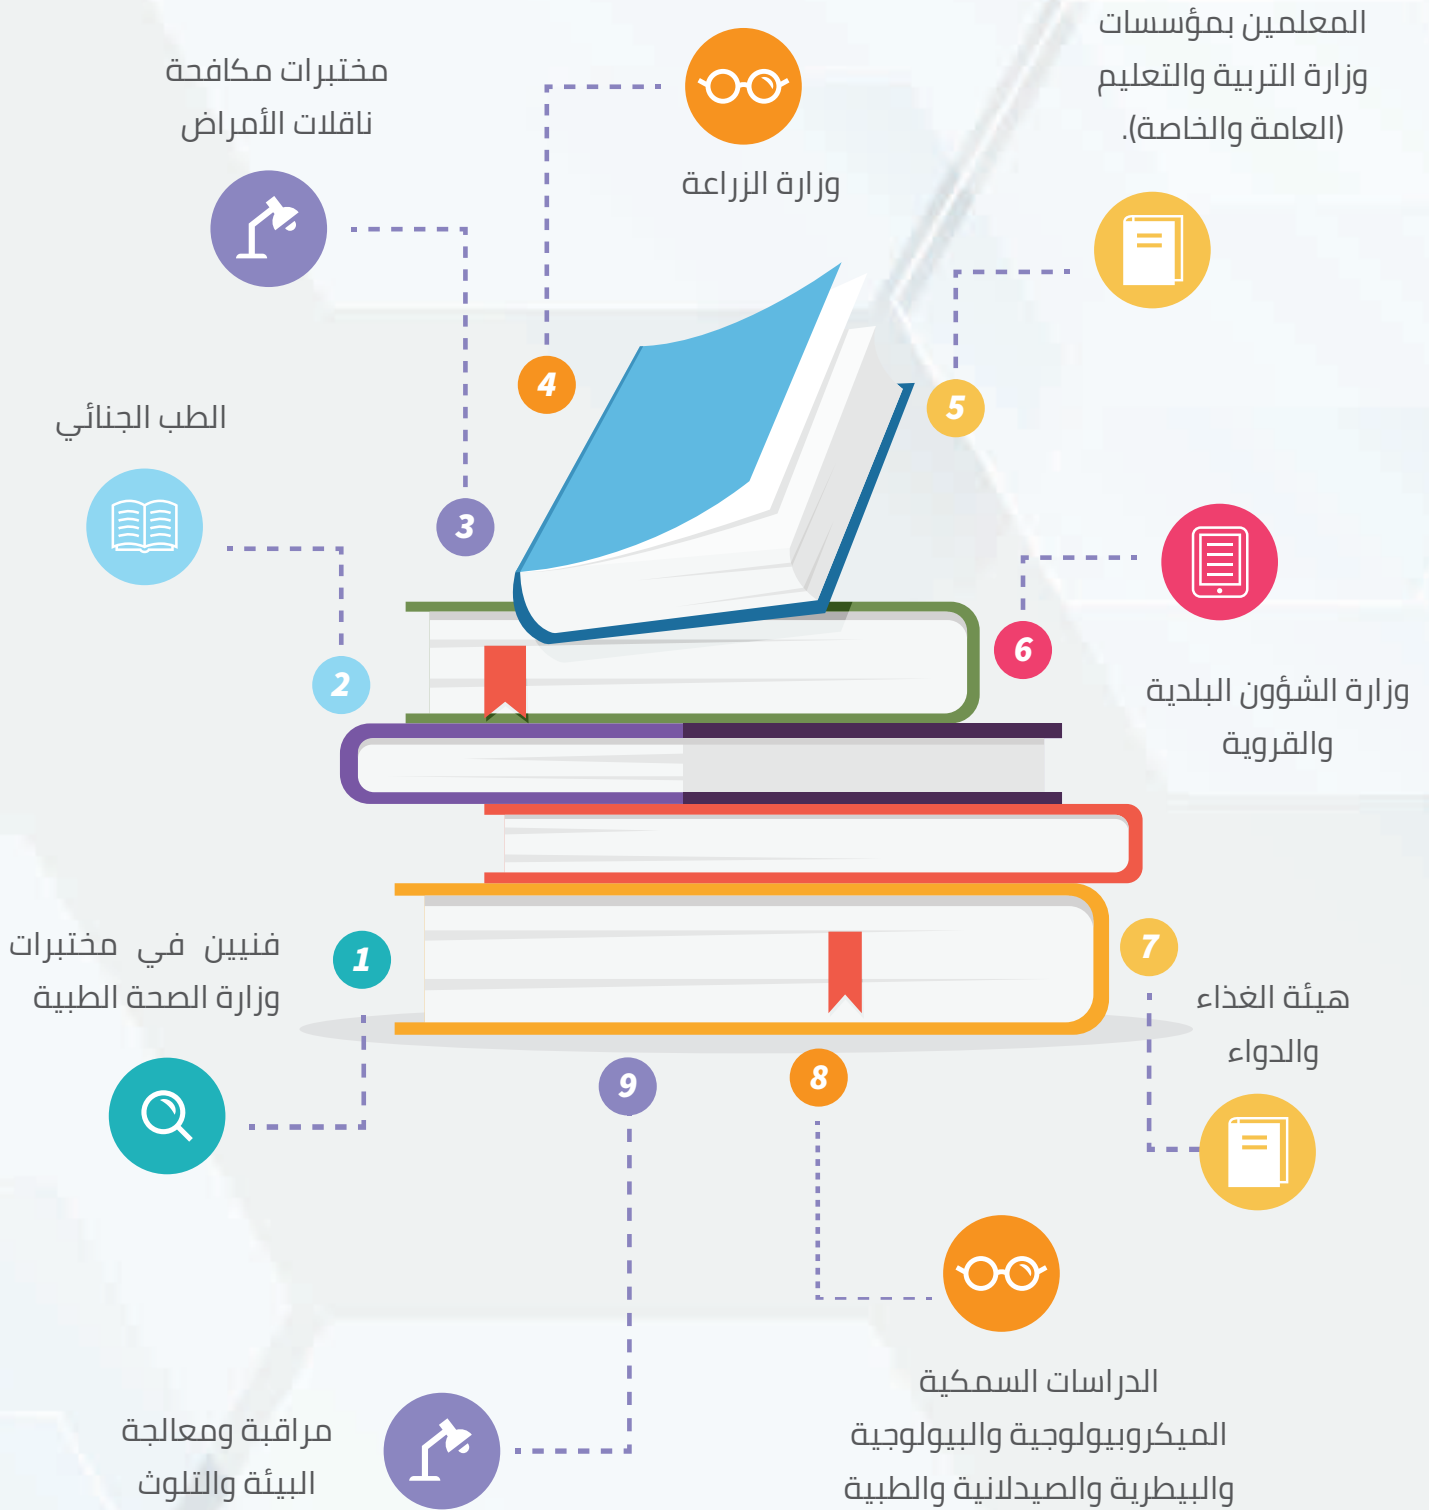 المعلمين بمؤسسات
وزارة التربية والتعليم
(العامة والخاصة).
وزارة الزراعة
مختبرات مكافحة
ناقلات الأمراض
4
5
الطب الجنائي
3
6
2
وزارة الشؤون البلدية
والقروية
فنيين في مختبرات
وزارة الصحة الطبية
1
7
هيئة الغذاء
والدواء
9
8
الدراسات السمكية
الميكروبيولوجية والبيولوجية
والبيطرية والصيدلانية والطبية
مراقبة ومعالجة
البيئة والتلوث